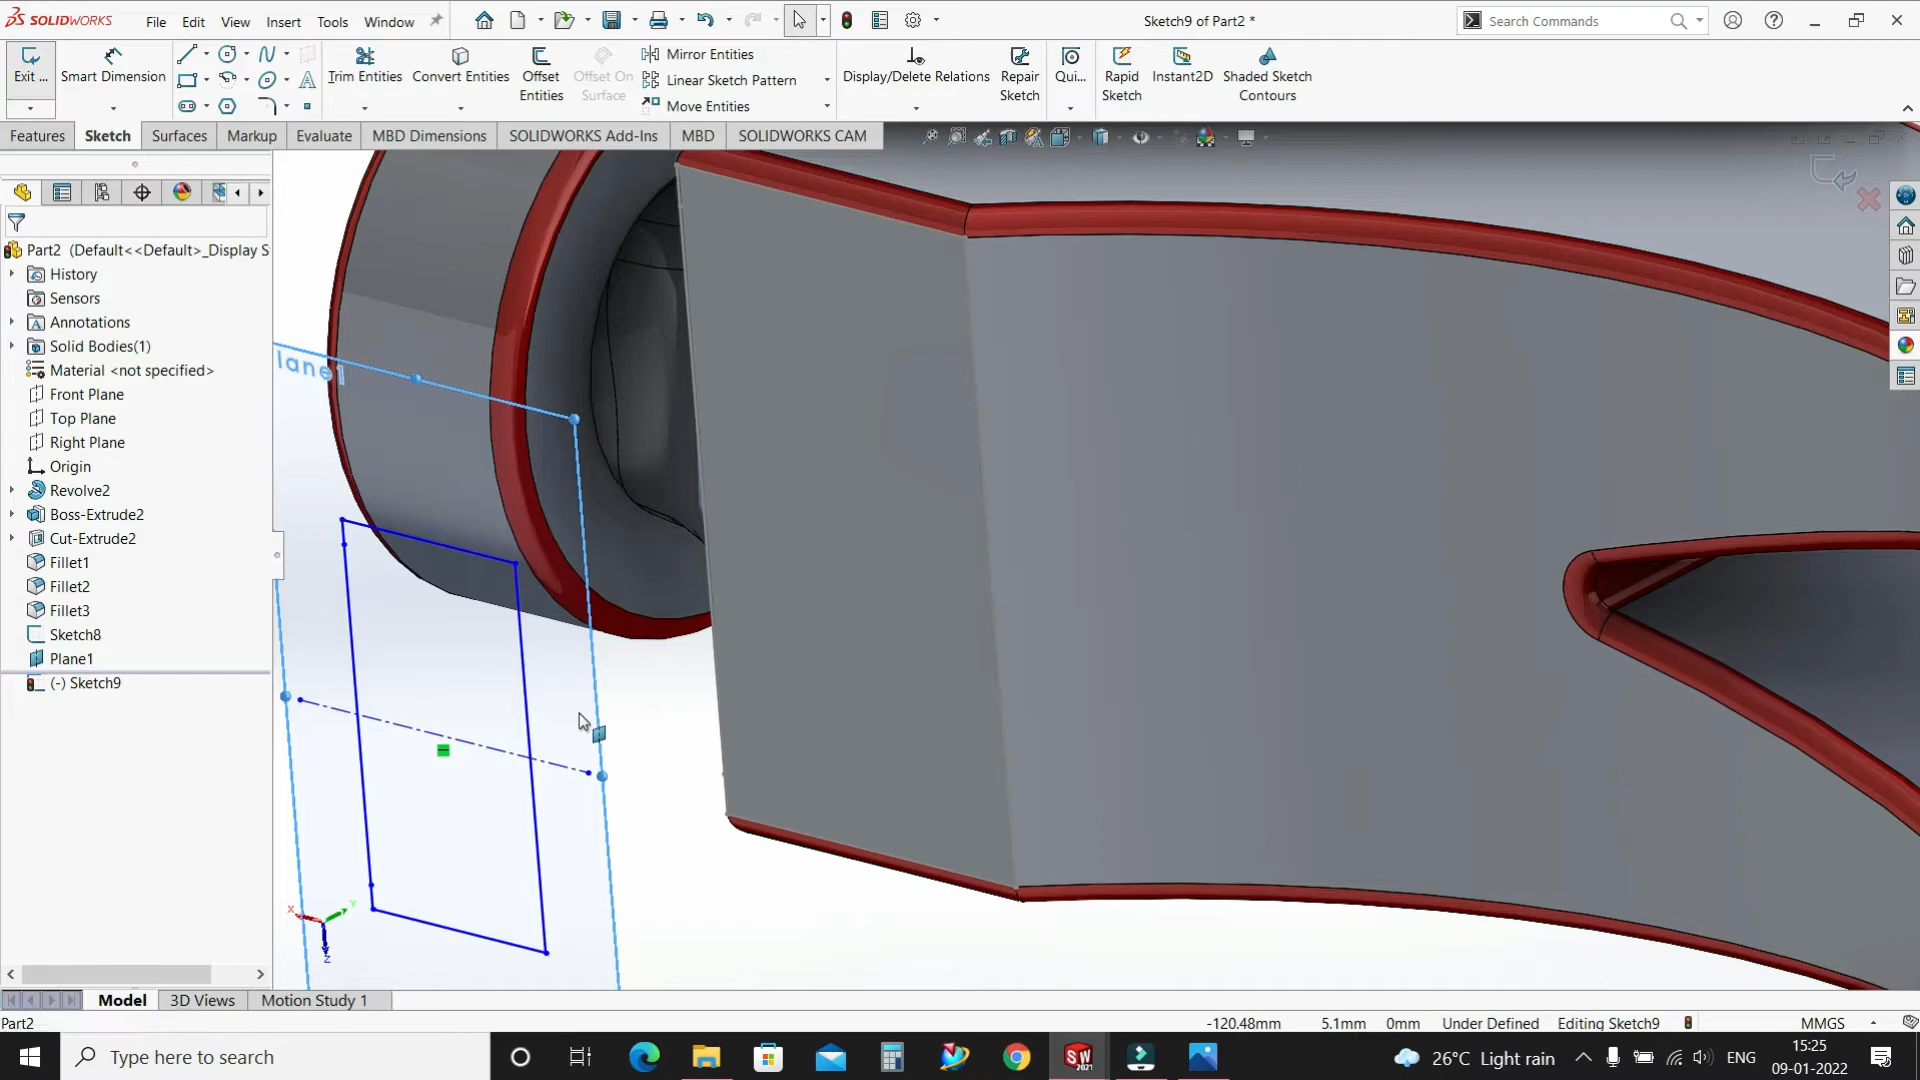 SOLIDWORKS File Edit View Insert Tools Window Sketch9 of Part2 * Search Commands
Exit ... Smart Dimension Trim Entities Convert Entities Offset Entities Offset On Surface Mirror Entities Linear Sketch Pattern Move Entities Display/Delete Relations Repair Sketch Qui... Rapid Sketch Instant2D Shaded Sketch Contours
Features Sketch Surfaces Markup Evaluate MBD Dimensions SOLIDWORKS Add-Ins MBD SOLIDWORKS CAM
Part2 (Default<<Default>_Display S
History
Sensors
Annotations
Solid Bodies(1)
Material <not specified>
Front Plane
Top Plane
Right Plane
Origin
Revolve2
Boss-Extrude2
Cut-Extrude2
Fillet1
Fillet2
Fillet3
Sketch8
Plane1
(-) Sketch9
lane1
X Y
Z
Model 3D Views Motion Study 1
Part2 -120.48mm 5.1mm 0mm Under Defined Editing Sketch9 MMGS
Type here to search SW 2021 26°C Light rain ENG 15:25
09-01-2022